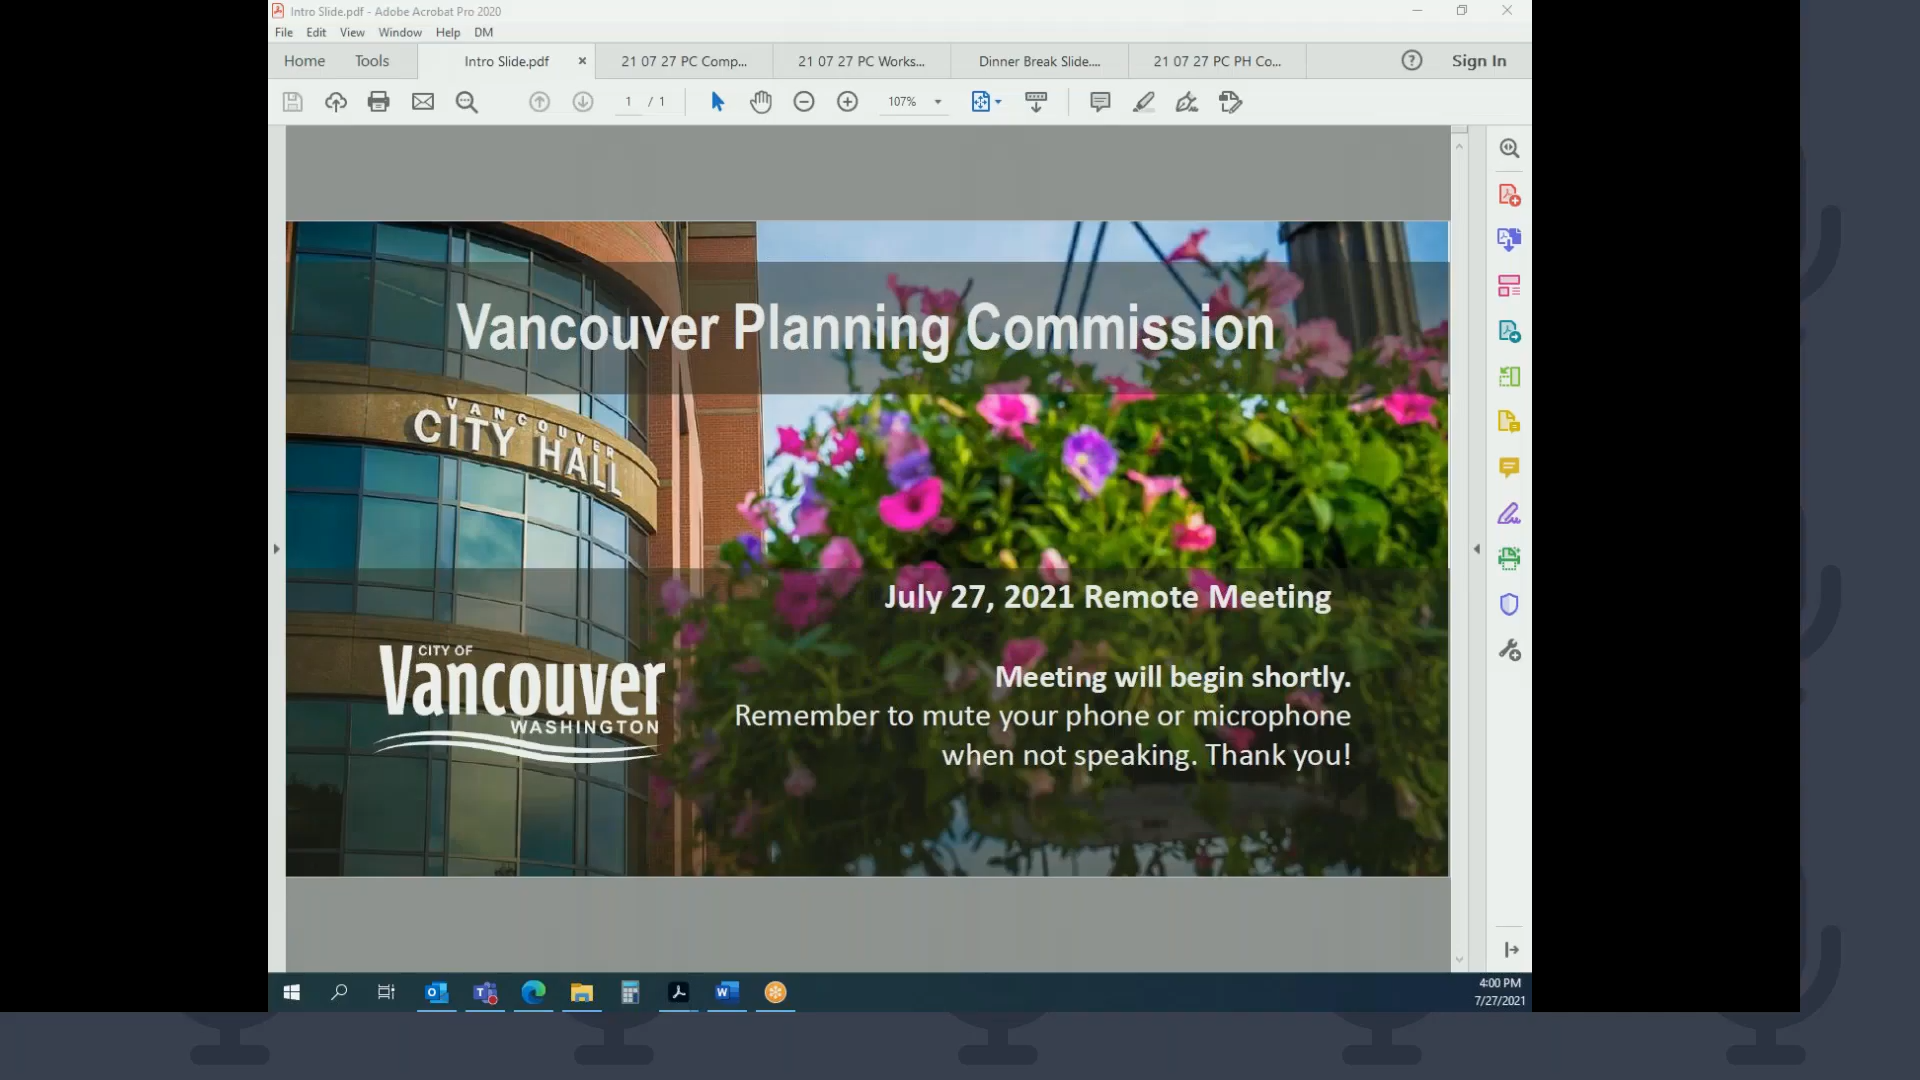 Intro Slide.pdf - Adobe Acrobat Pro 2020
File Edit View Window Help DM
Home Tools Intro Slide.pdf × 21 07 27 PC Comp... 21 07 27 PC Works... Dinner Break Slide.... 21 07 27 PC PH Co... ? Sign In
1 / 1 107%
Vancouver Planning Commission
VANCOUVER
CITY HALL
July 27, 2021 Remote Meeting
Meeting will begin shortly.
Remember to mute your phone or microphone
when not speaking. Thank you!
CITY OF
Vancouver
WASHINGTON
4:00 PM
7/27/2021